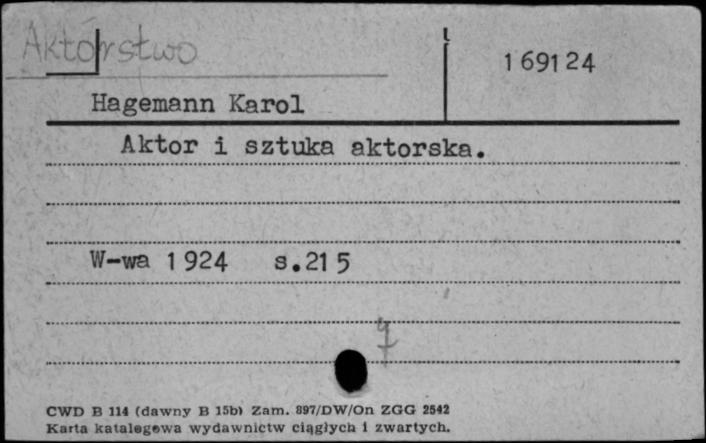 Aktorstwo
169124
Hagemann Karol
Aktor i sztuka aktorska.
W-wa 1924 s.215
CWD B 114 (dawny B 15b) Zam. 897/DW/On ZGG 2542
Karta katalogowa wydawnictw ciągłych i zwartych.